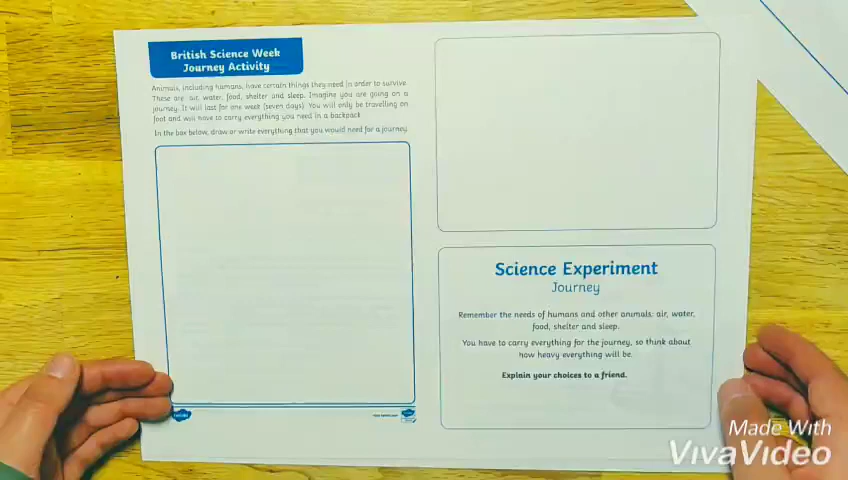 British Science Week
Journey Activity
Animals, including humans, have certain things they need in order to survive.
These are: air, water, food, shelter and sleep. Imagine you are going on a
journey. It will last for one week (seven days). You will only be travelling on
foot and will have to carry everything you need in a backpack.
In the box below, draw or write everything that you would need for a journey.
Science Experiment
Journey
Remember the needs of humans and other animals: air, water,
food, shelter and sleep.
You have to carry everything for the journey, so think about
how heavy everything will be.
Explain your choices to a friend.
Made With
VivaVideo